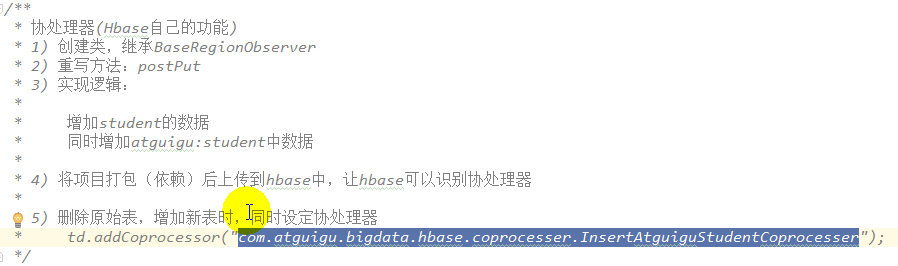 /**
* 协处理器(Hbase自己的功能)
* 1) 创建类，继承BaseRegionObserver
* 2) 重写方法：postPut
* 3) 实现逻辑：
*
* 增加student的数据
* 同时增加atguigu:student中数据
*
* 4) 将项目打包（依赖）后上传到hbase中，让hbase可以识别协处理器
*
* 5) 删除原始表，增加新表时，同时设定协处理器
* td.addCoprocessor("com.atguigu.bigdata.hbase.coprocesser.InsertAtguiguStudentCoprocesser");
*/